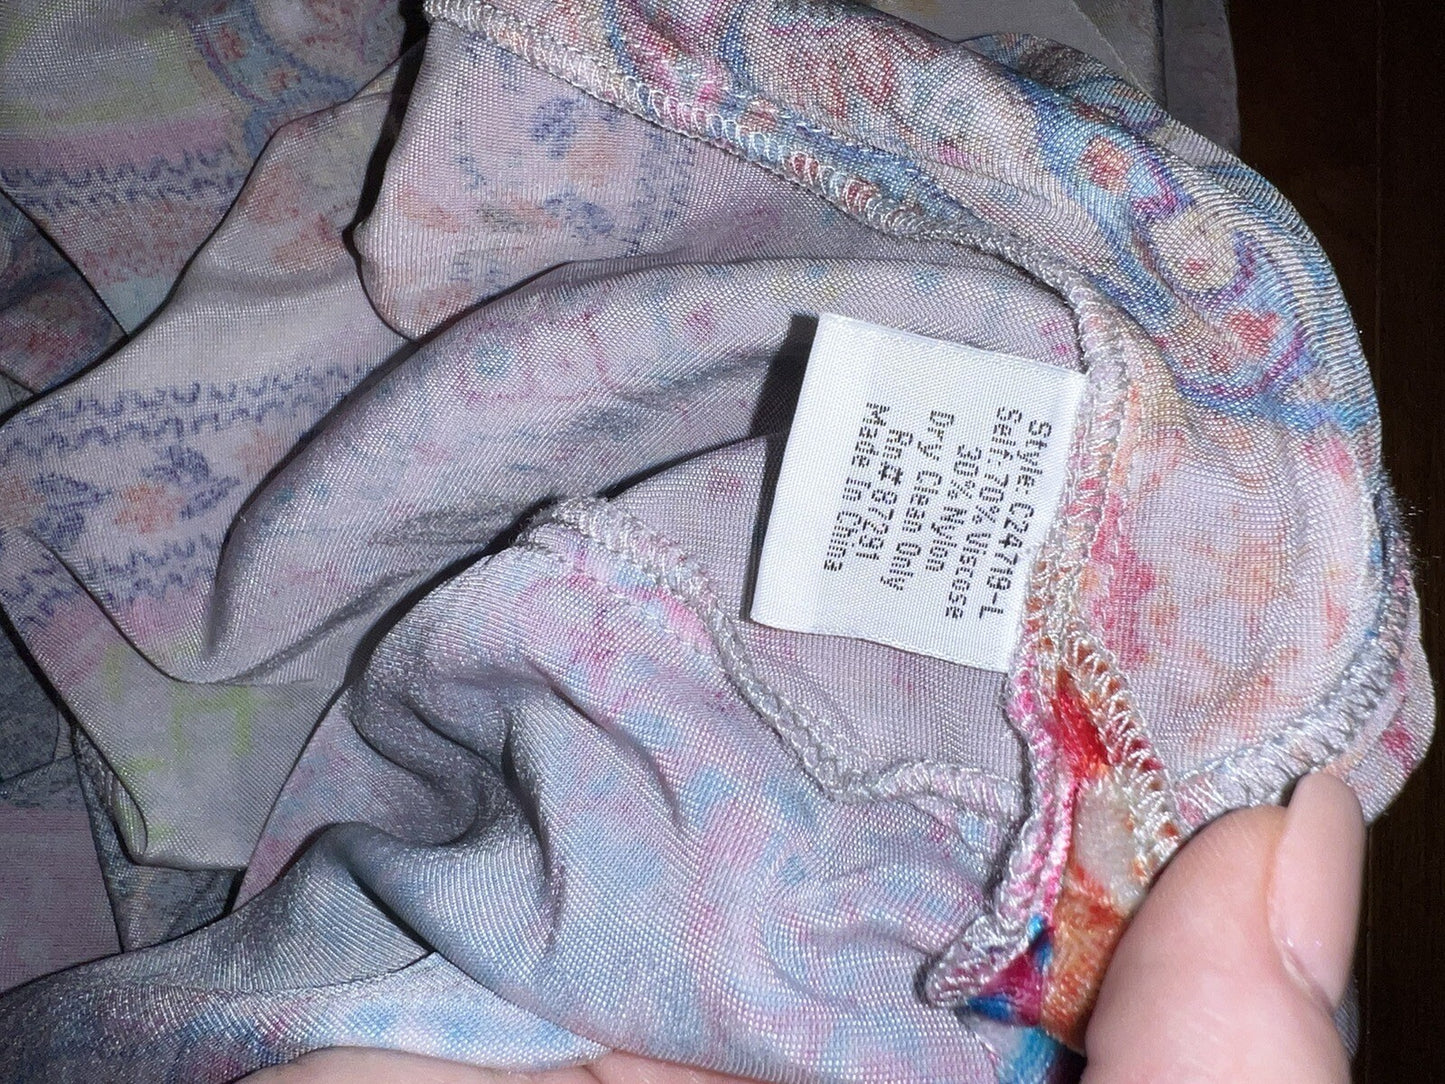 Style: C24719-L
Self: 70% Viscose
30% Nylon
Dry Clean Only
Rn¤ 87291
Made In China